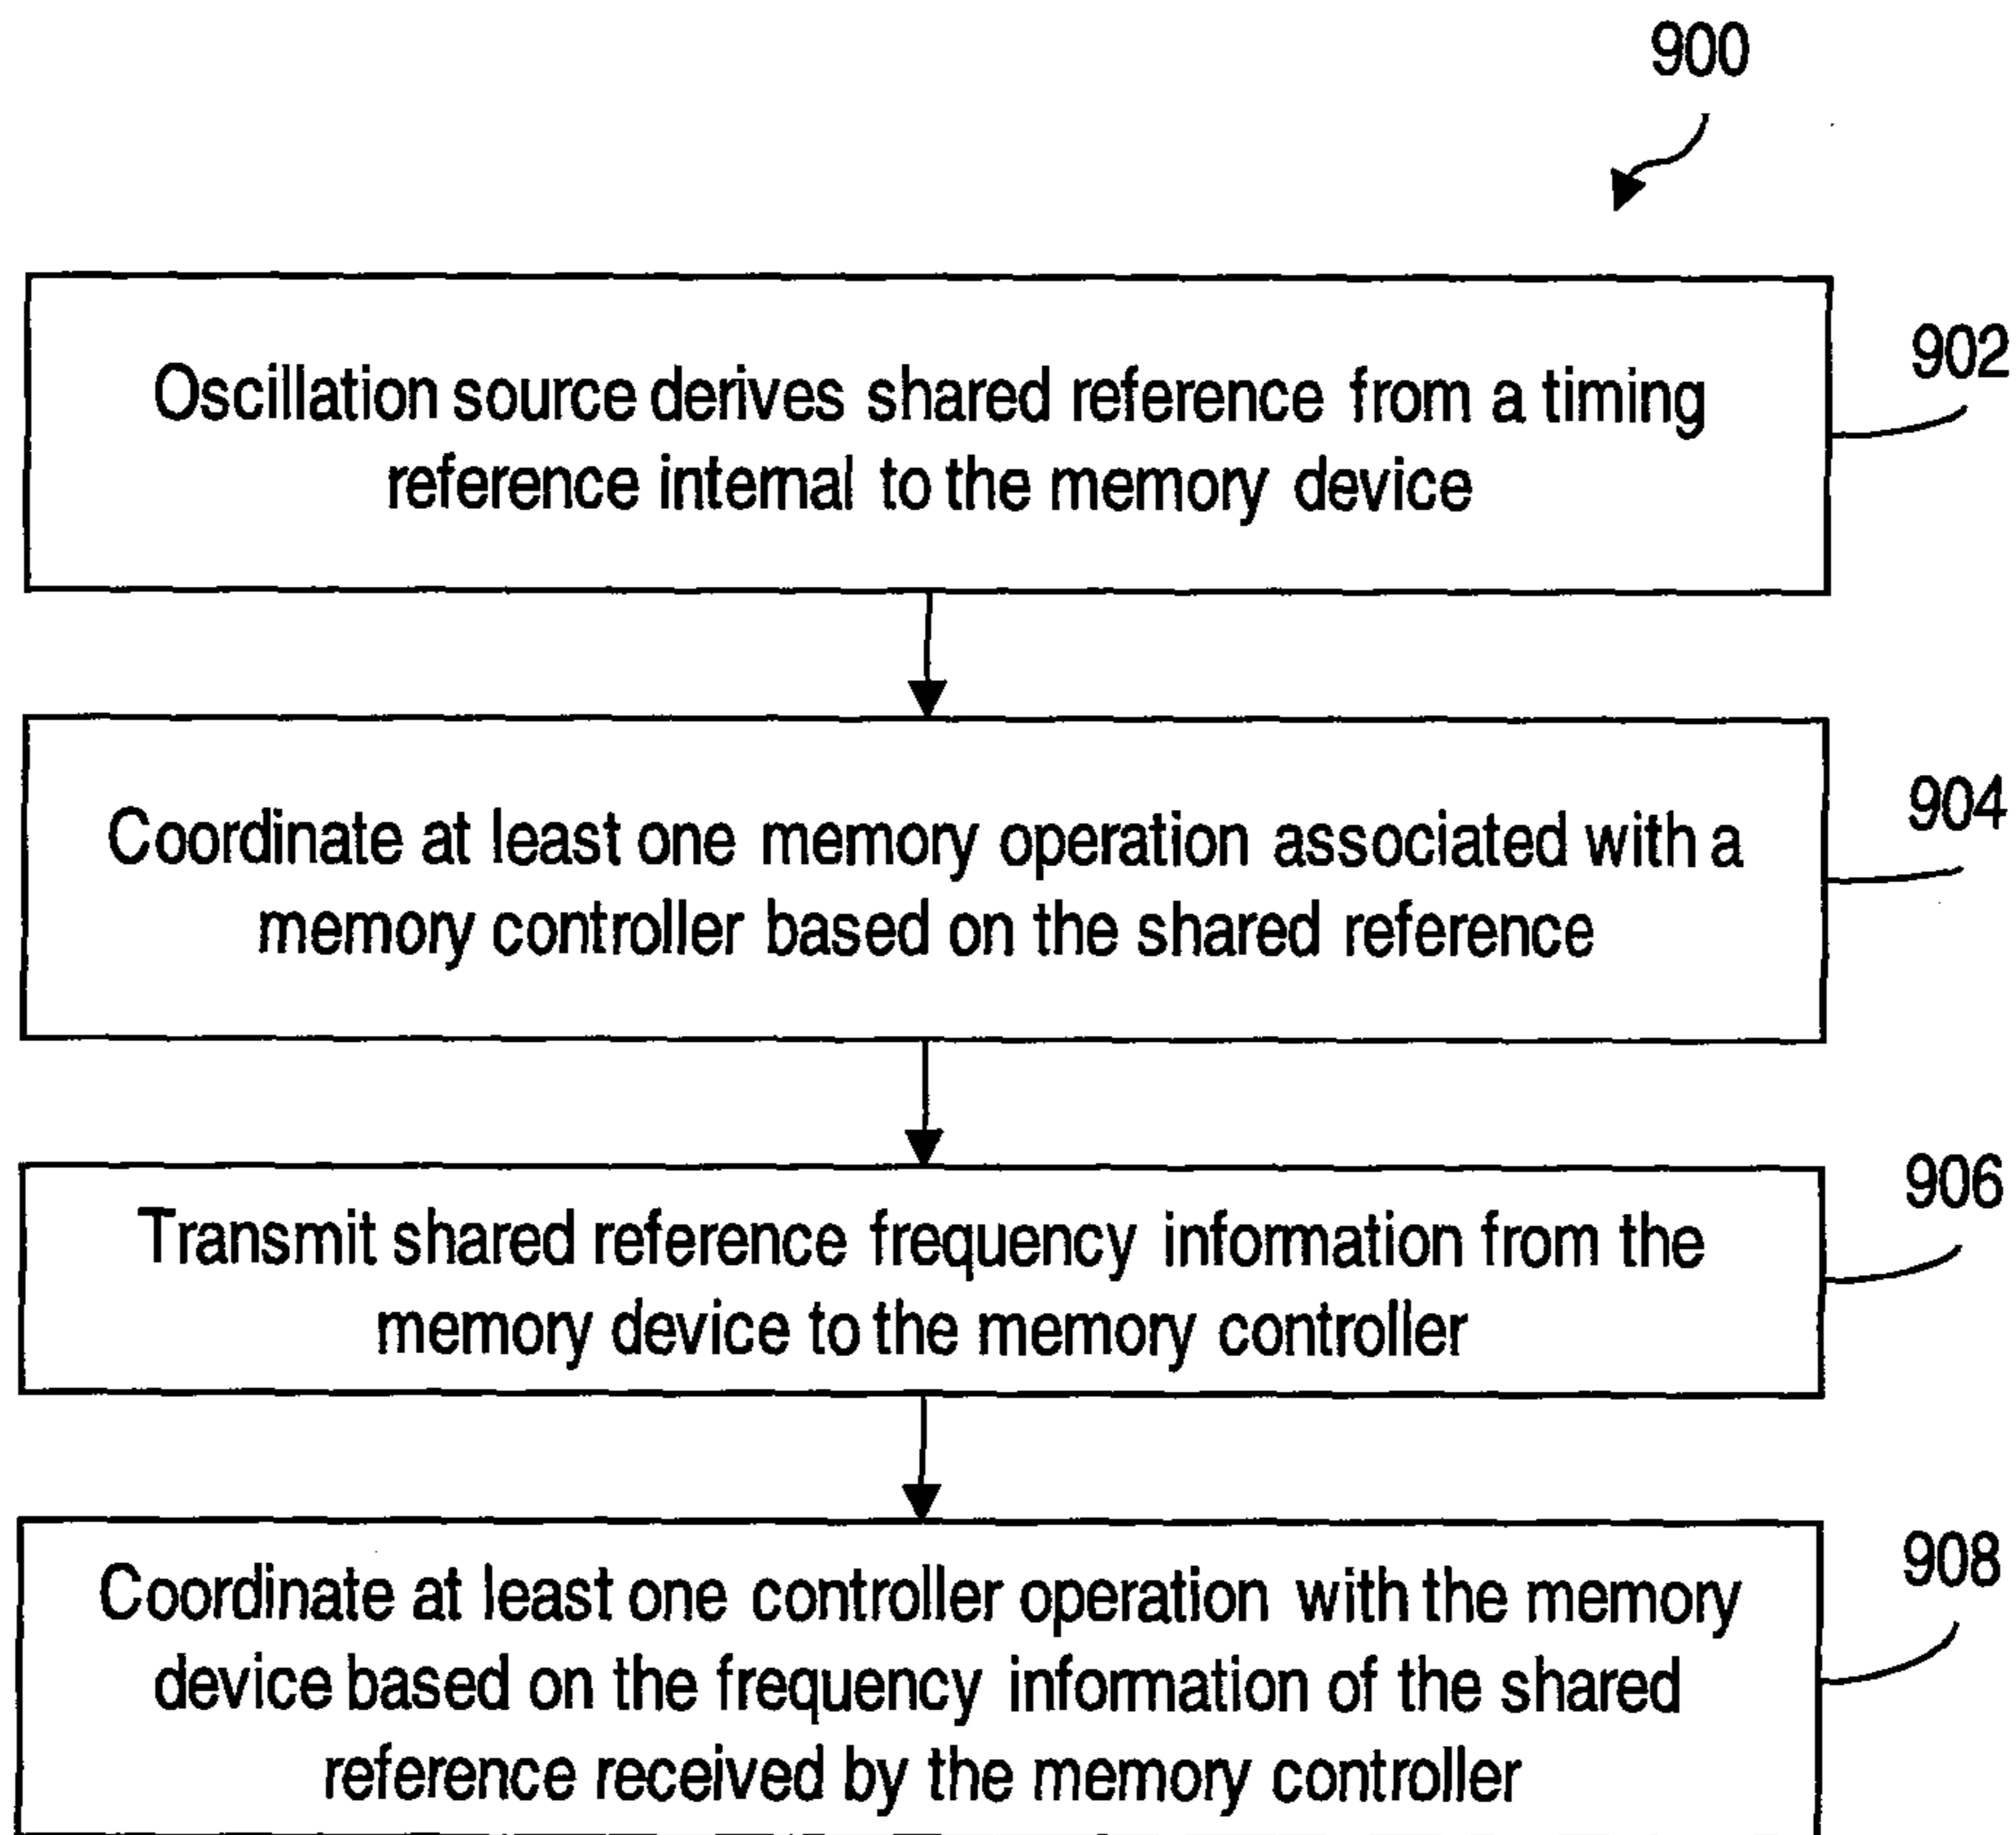 900
Oscillation source derives shared reference from a timing
reference internal to the memory device
902
Coordinate at least one memory operation associated with a
memory controller based on the shared reference
904
Transmit shared reference frequency information from the
memory device to the memory controller
906
Coordinate at least one controller operation with the memory
device based on the frequency information of the shared
reference received by the memory controller
908